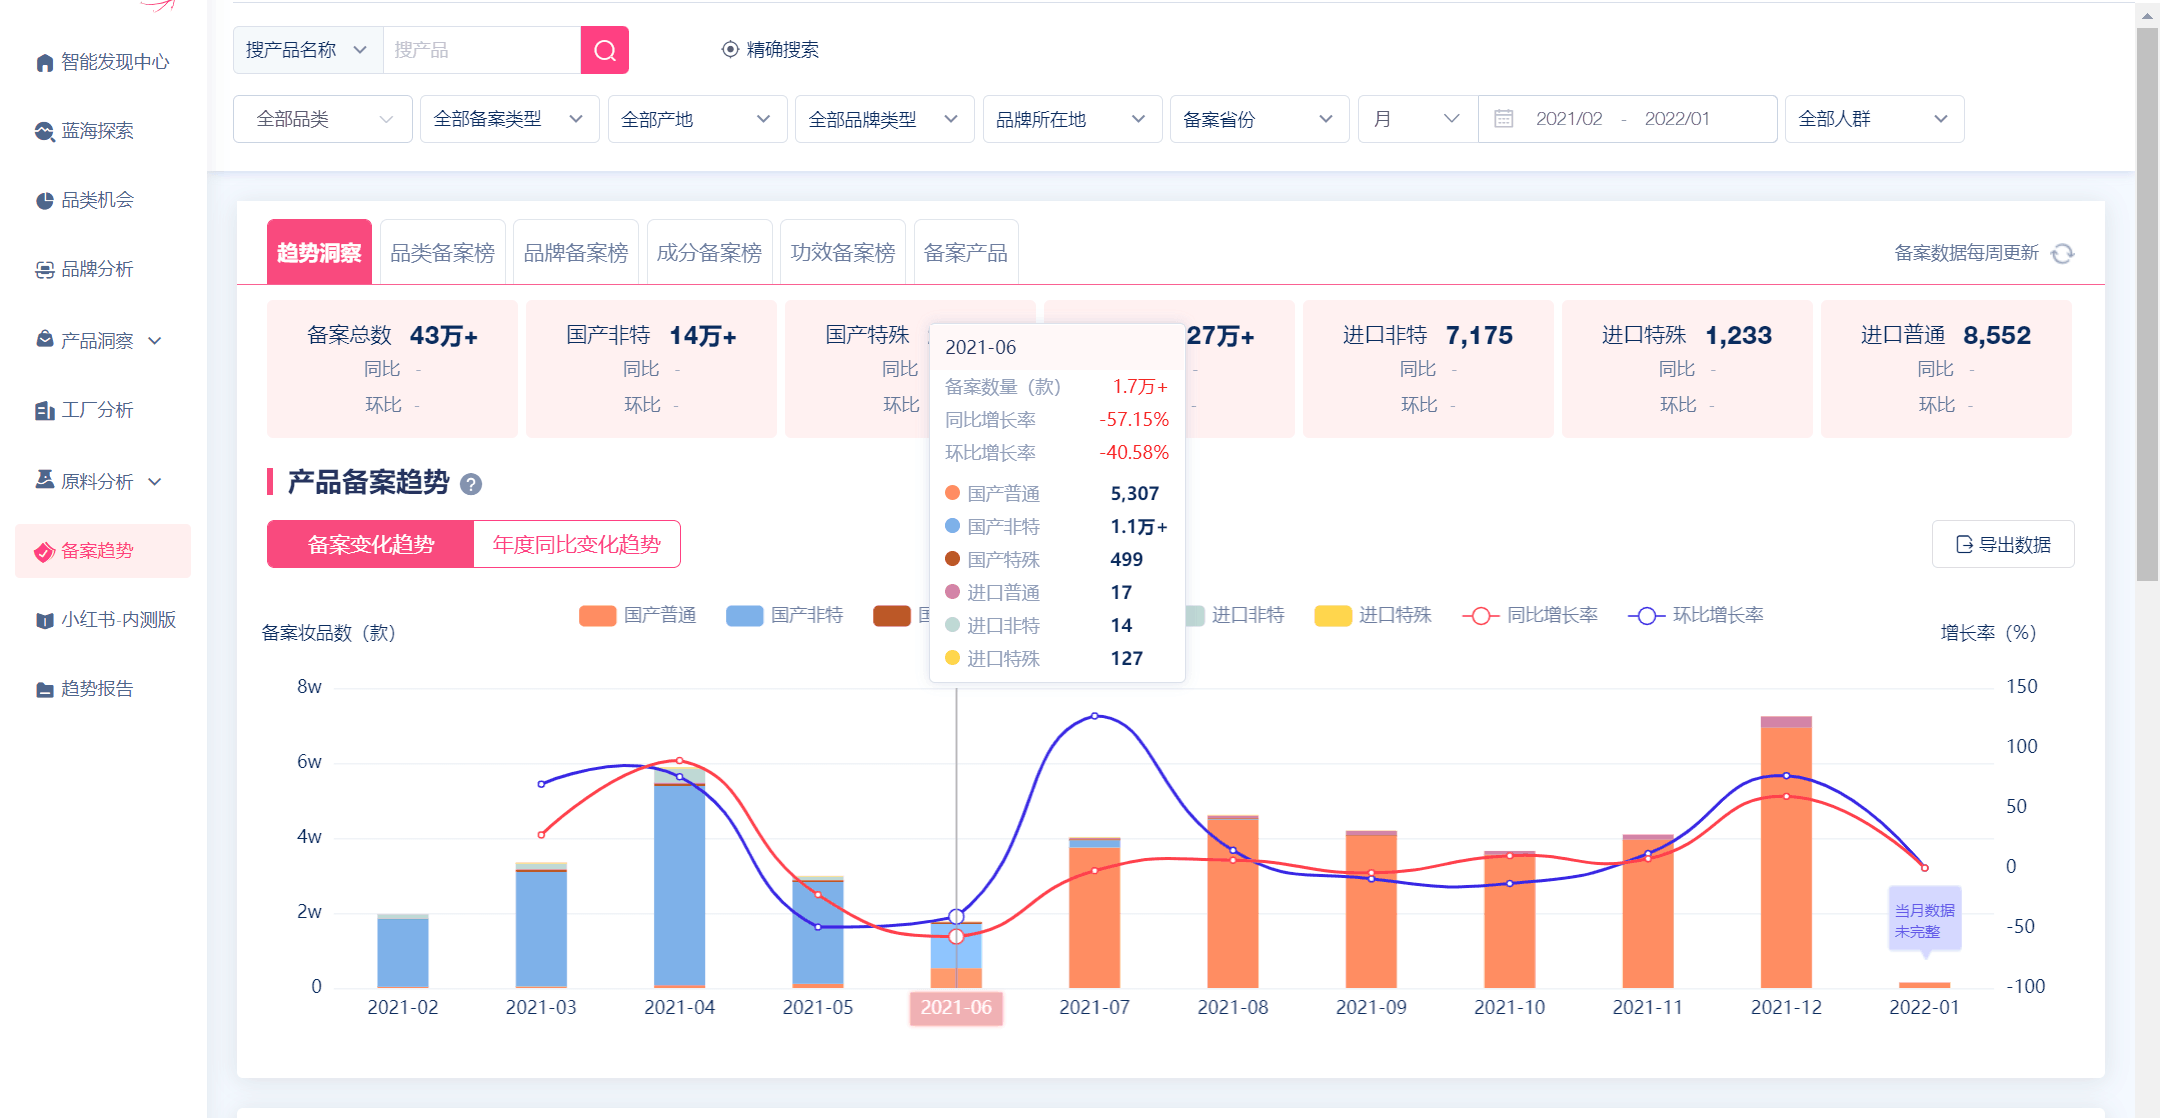 搜产品名称
搜产品
精确搜索
全部品类
全部备案类型
全部产地
全部品牌类型
品牌所在地
备案省份
月
2021/02 - 2022/01
全部人群
智能发现中心
蓝海探索
品类机会
品牌分析
产品洞察
工厂分析
原料分析
备案趋势
小红书-内测版
趋势报告
趋势洞察
品类备案榜
品牌备案榜
成分备案榜
功效备案榜
备案产品
备案数据每周更新
备案总数 43万+
同比 -
环比 -
国产非特 14万+
同比 -
环比 -
国产特殊
同比
环比
27万+
-
-
进口非特 7,175
同比 -
环比 -
进口特殊 1,233
同比 -
环比 -
进口普通 8,552
同比 -
环比 -
2021-06
备案数量（款） 1.7万+
同比增长率 -57.15%
环比增长率 -40.58%
国产普通 5,307
国产非特 1.1万+
国产特殊 499
进口普通 17
进口非特 14
进口特殊 127
产品备案趋势 ?
备案变化趋势
年度同比变化趋势
导出数据
国产普通
国产非特
进口非特
进口特殊
同比增长率
环比增长率
备案妆品数（款）
增长率（%）
8w
6w
4w
2w
0
150
100
50
0
-50
-100
当月数据
未完整
2021-02
2021-03
2021-04
2021-05
2021-06
2021-07
2021-08
2021-09
2021-10
2021-11
2021-12
2022-01